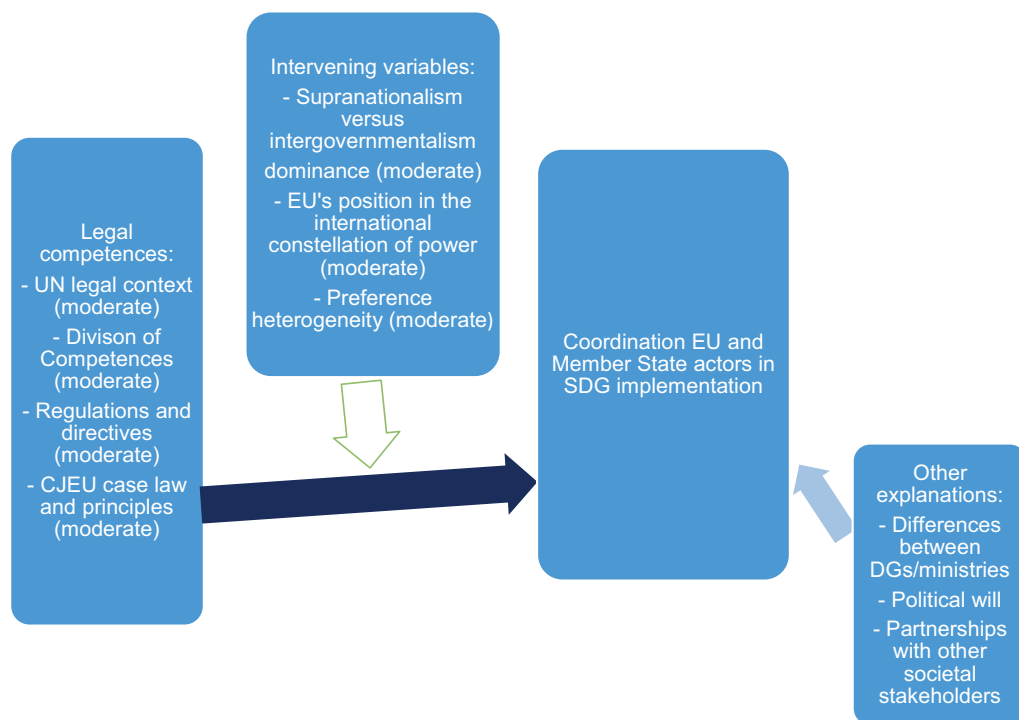 Legal
competences:
- UN legal context
(moderate)
- Divison of
Competences
(moderate)
- Regulations and
directives
(moderate)
- CJEU case law
and principles
(moderate)
Intervening variables:
- Supranationalism
versus
intergovernmentalism
dominance (moderate)
- EU's position in the
international
constellation of power
(moderate)
- Preference
heterogeneity (moderate)
Coordination EU and
Member State actors in
SDG implementation
Other
explanations:
- Differences
between
DGs/ministries
- Political will
- Partnerships
with other
societal
stakeholders